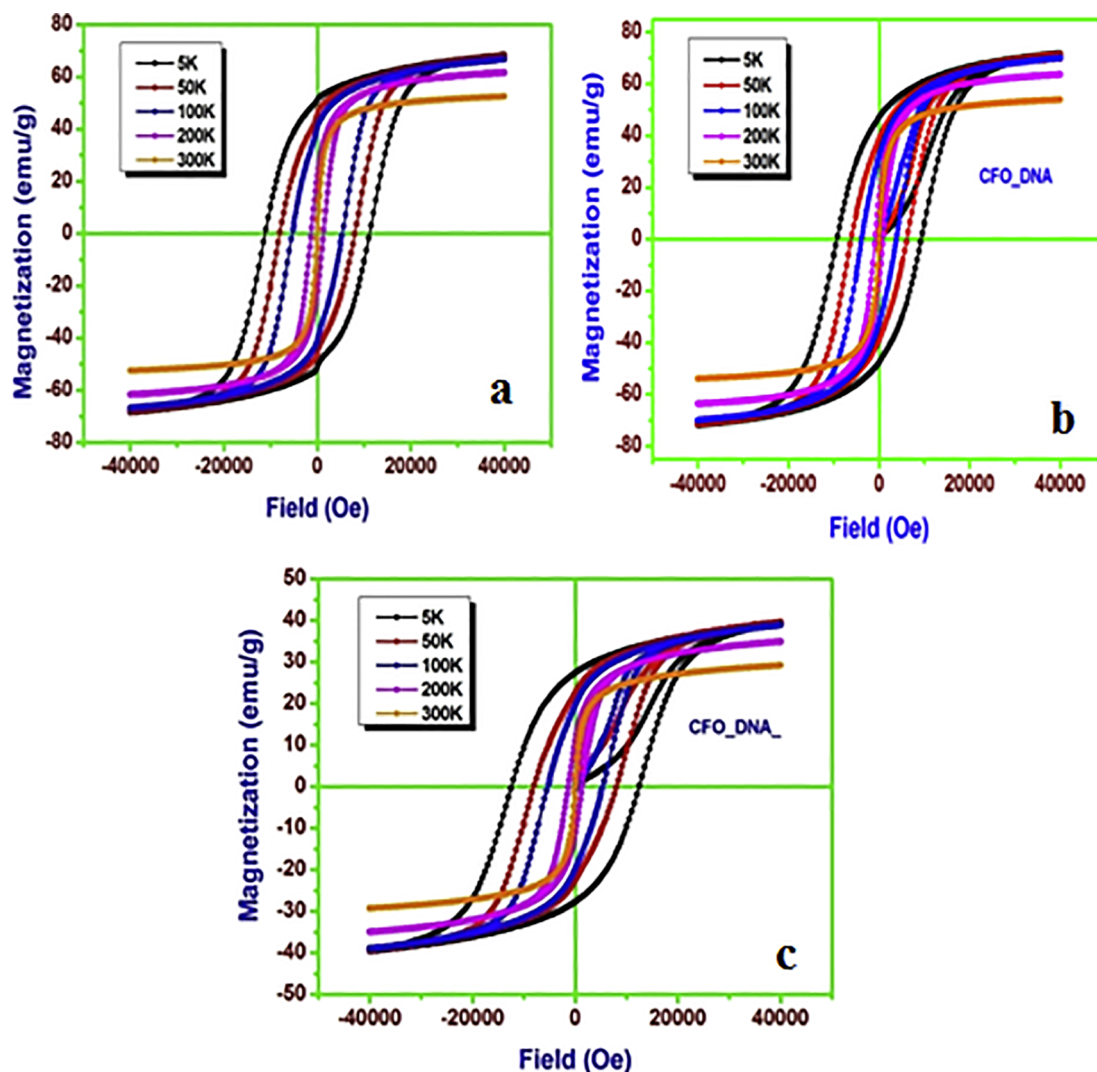 80
60
40
20
0
-20
-40
-60
-80
Magnetization (emu/g)
5K
50K
100K
200K
300K
a
-40000 -20000 0 20000 40000
Field (Oe)
80
60
40
20
0
-20
-40
-60
-80
Magnetization (emu/g)
5K
50K
100K
200K
300K
CFO_DNA
b
-40000 -20000 0 20000 40000
Field (Oe)
50
40
30
20
10
0
-10
-20
-30
-40
-50
Magnetization (emu/g)
5K
50K
100K
200K
300K
CFO_DNA_
c
-40000 -20000 0 20000 40000
Field (Oe)